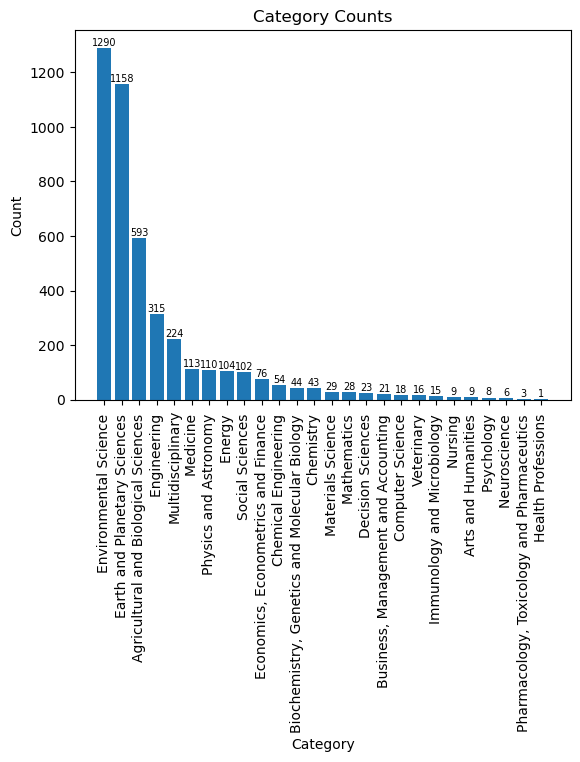 Category Counts
1290
1158
593
315
224
113
110
104
102
76
54
44
43
29
28
23
21
18
16
15
9
9
8
6
3
1
1200
1000
800
600
400
200
0
Count
Environmental Science
Earth and Planetary Sciences
Agricultural and Biological Sciences
Engineering
Multidisciplinary
Medicine
Physics and Astronomy
Energy
Social Sciences
Economics, Econometrics and Finance
Chemical Engineering
Biochemistry, Genetics and Molecular Biology
Chemistry
Materials Science
Mathematics
Decision Sciences
Business, Management and Accounting
Computer Science
Veterinary
Immunology and Microbiology
Nursing
Arts and Humanities
Psychology
Neuroscience
Pharmacology, Toxicology and Pharmaceutics
Health Professions
Category